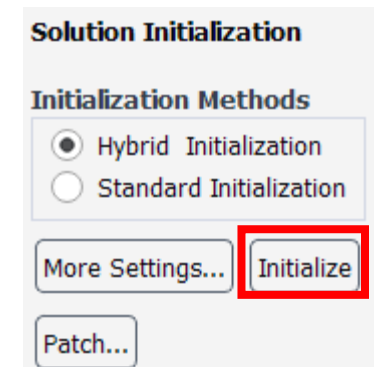 Solution Initialization
Initialization Methods
Hybrid Initialization
Standard Initialization
More Settings... Initialize
Patch...